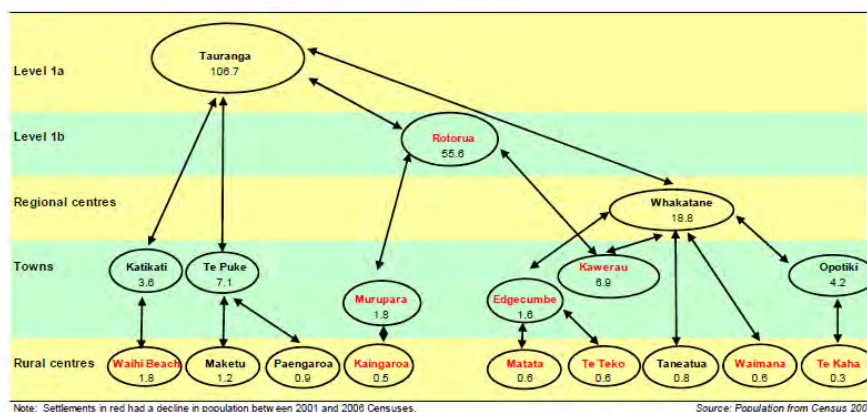 Level 1a
Tauranga
106.7
Level 1b
Rotorua
55.6
Regional centres
Whakatane
18.8
Towns
Katikati
3.6
Te Puke
7.1
Murupara
1.8
Edgecumbe
1.6
Kawerau
6.9
Opotiki
4.2
Rural centres
Waihi Beach
1.8
Maketu
1.2
Paengaroa
0.9
Kaingaroa
0.5
Matata
0.6
Te Teko
0.6
Taneatua
0.8
Waimana
0.6
Te Kaha
0.3
Note: Settlements in red had a decline in population between 2001 and 2006 Censuses.
Source: Population from Census